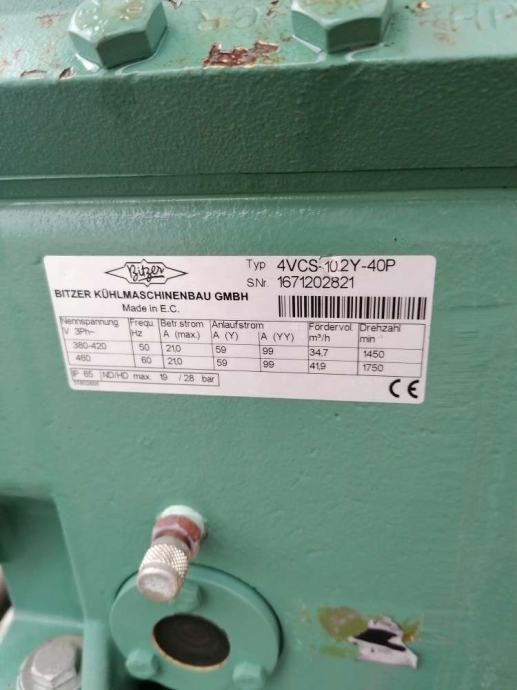 Bitzer
Typ 4VCS-10.2Y-40P
S.Nr. 1671202821
BITZER KÜHLMASCHINENBAU GMBH
Made in E.C.
Nennspannung Frequ. Betr.strom Anlaufstrom Fördervol Drehzahl
V 3Ph~ Hz A (max.) A (Y) A (YY) m³/h min
380-420 50 21,0 59 99 34,7 1450
460 60 21,0 59 99 41,9 1750
IP 65 ND/HD max. 19 / 28 bar
CE